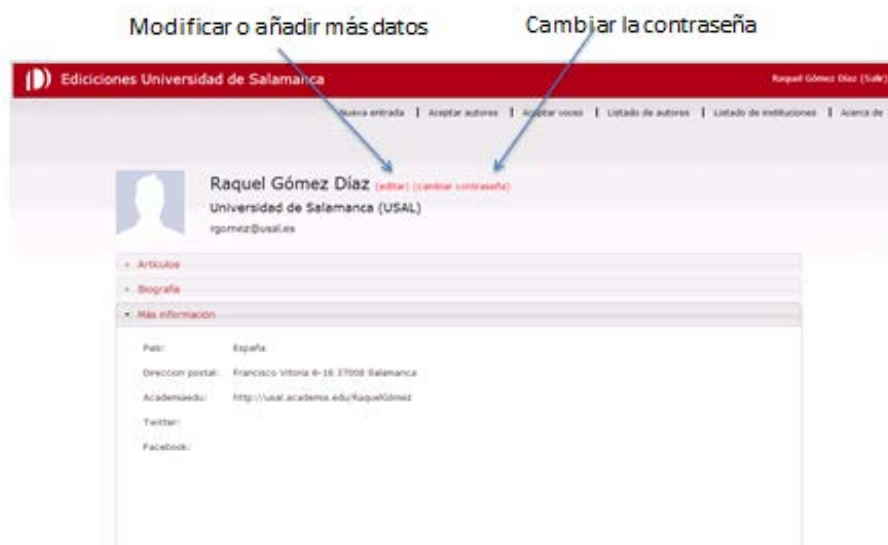 Modificar o añadir más datos
Cambiar la contraseña
Ediciciones Universidad de Salamanca
Raquel Gómez Díaz (Salir)
Nueva entrada | Aceptar autores | Aceptar voces | Listado de autores | Listado de instituciones | Acerca de
Raquel Gómez Díaz (editar) (cambiar contraseña)
Universidad de Salamanca (USAL)
rgomez@usal.es
Artículos
Biografía
Más información
País: España
Direccion postal: Francisco Vitoria 6-16 37008 Salamanca
Academiaedu: http://usal.academia.edu/RaquelGómez
Twitter:
Facebook: